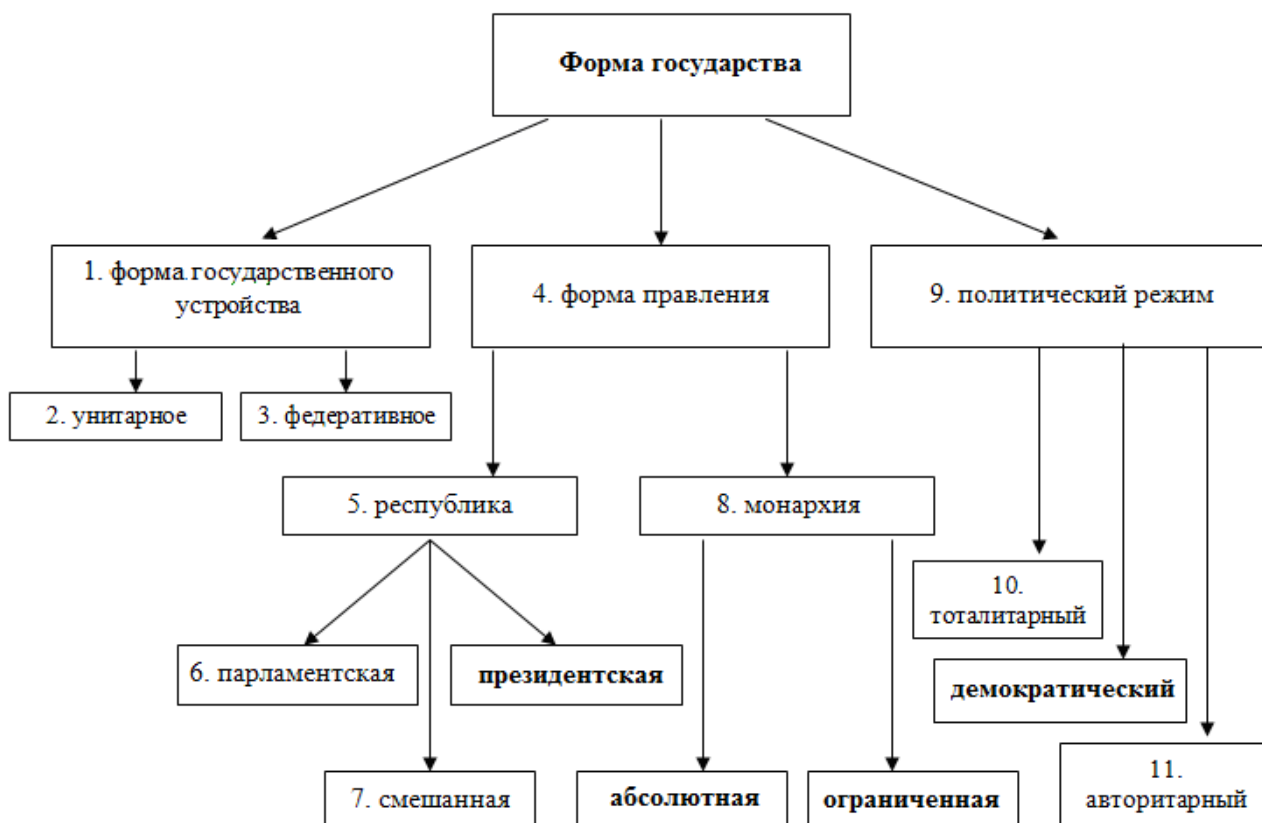 Форма государства
1. форма государственного
устройства
4. форма правления
9. политический режим
2. унитарное
3. федеративное
5. республика
8. монархия
10.
тоталитарный
6. парламентская
президентская
демократический
7. смешанная
абсолютная
ограниченная
11.
авторитарный